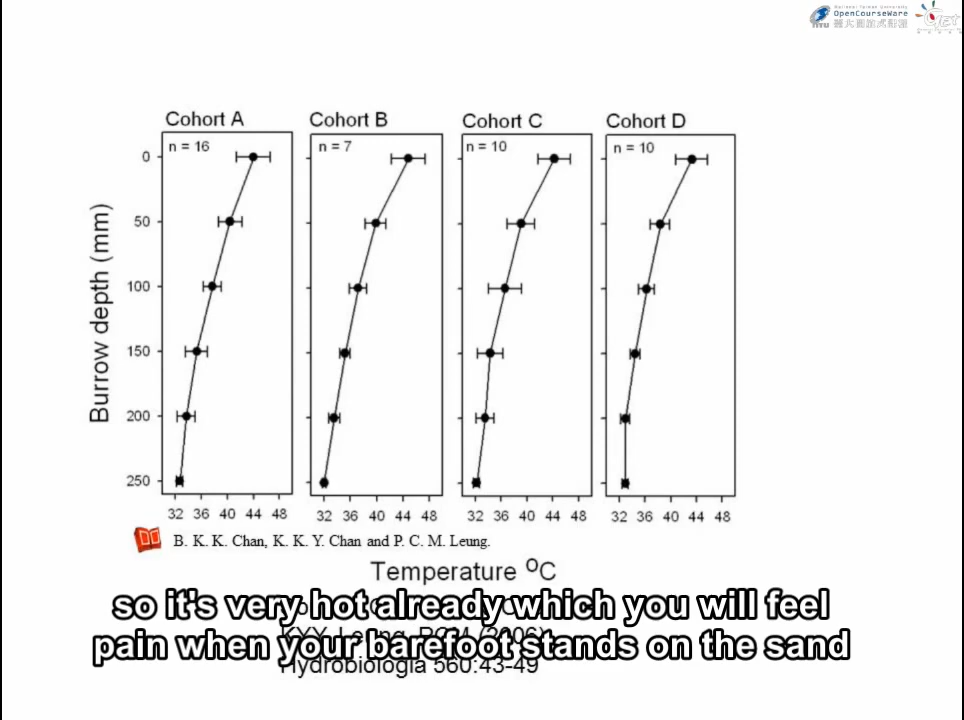 OpenCourseWare
NTU
Cohort A
Cohort B
Cohort C
Cohort D
n = 16
n = 7
n = 10
n = 10
0
50
100
150
200
250
Burrow depth (mm)
32 36 40 44 48
32 36 40 44 48
32 36 40 44 48
32 36 40 44 48
B. K. K. Chan, K. K. Y. Chan and P. C. M. Leung.
Temperature °C
so it's very hot already which you will feel
pain when your barefoot stands on the sand
Hydrobiologia 560:43-49